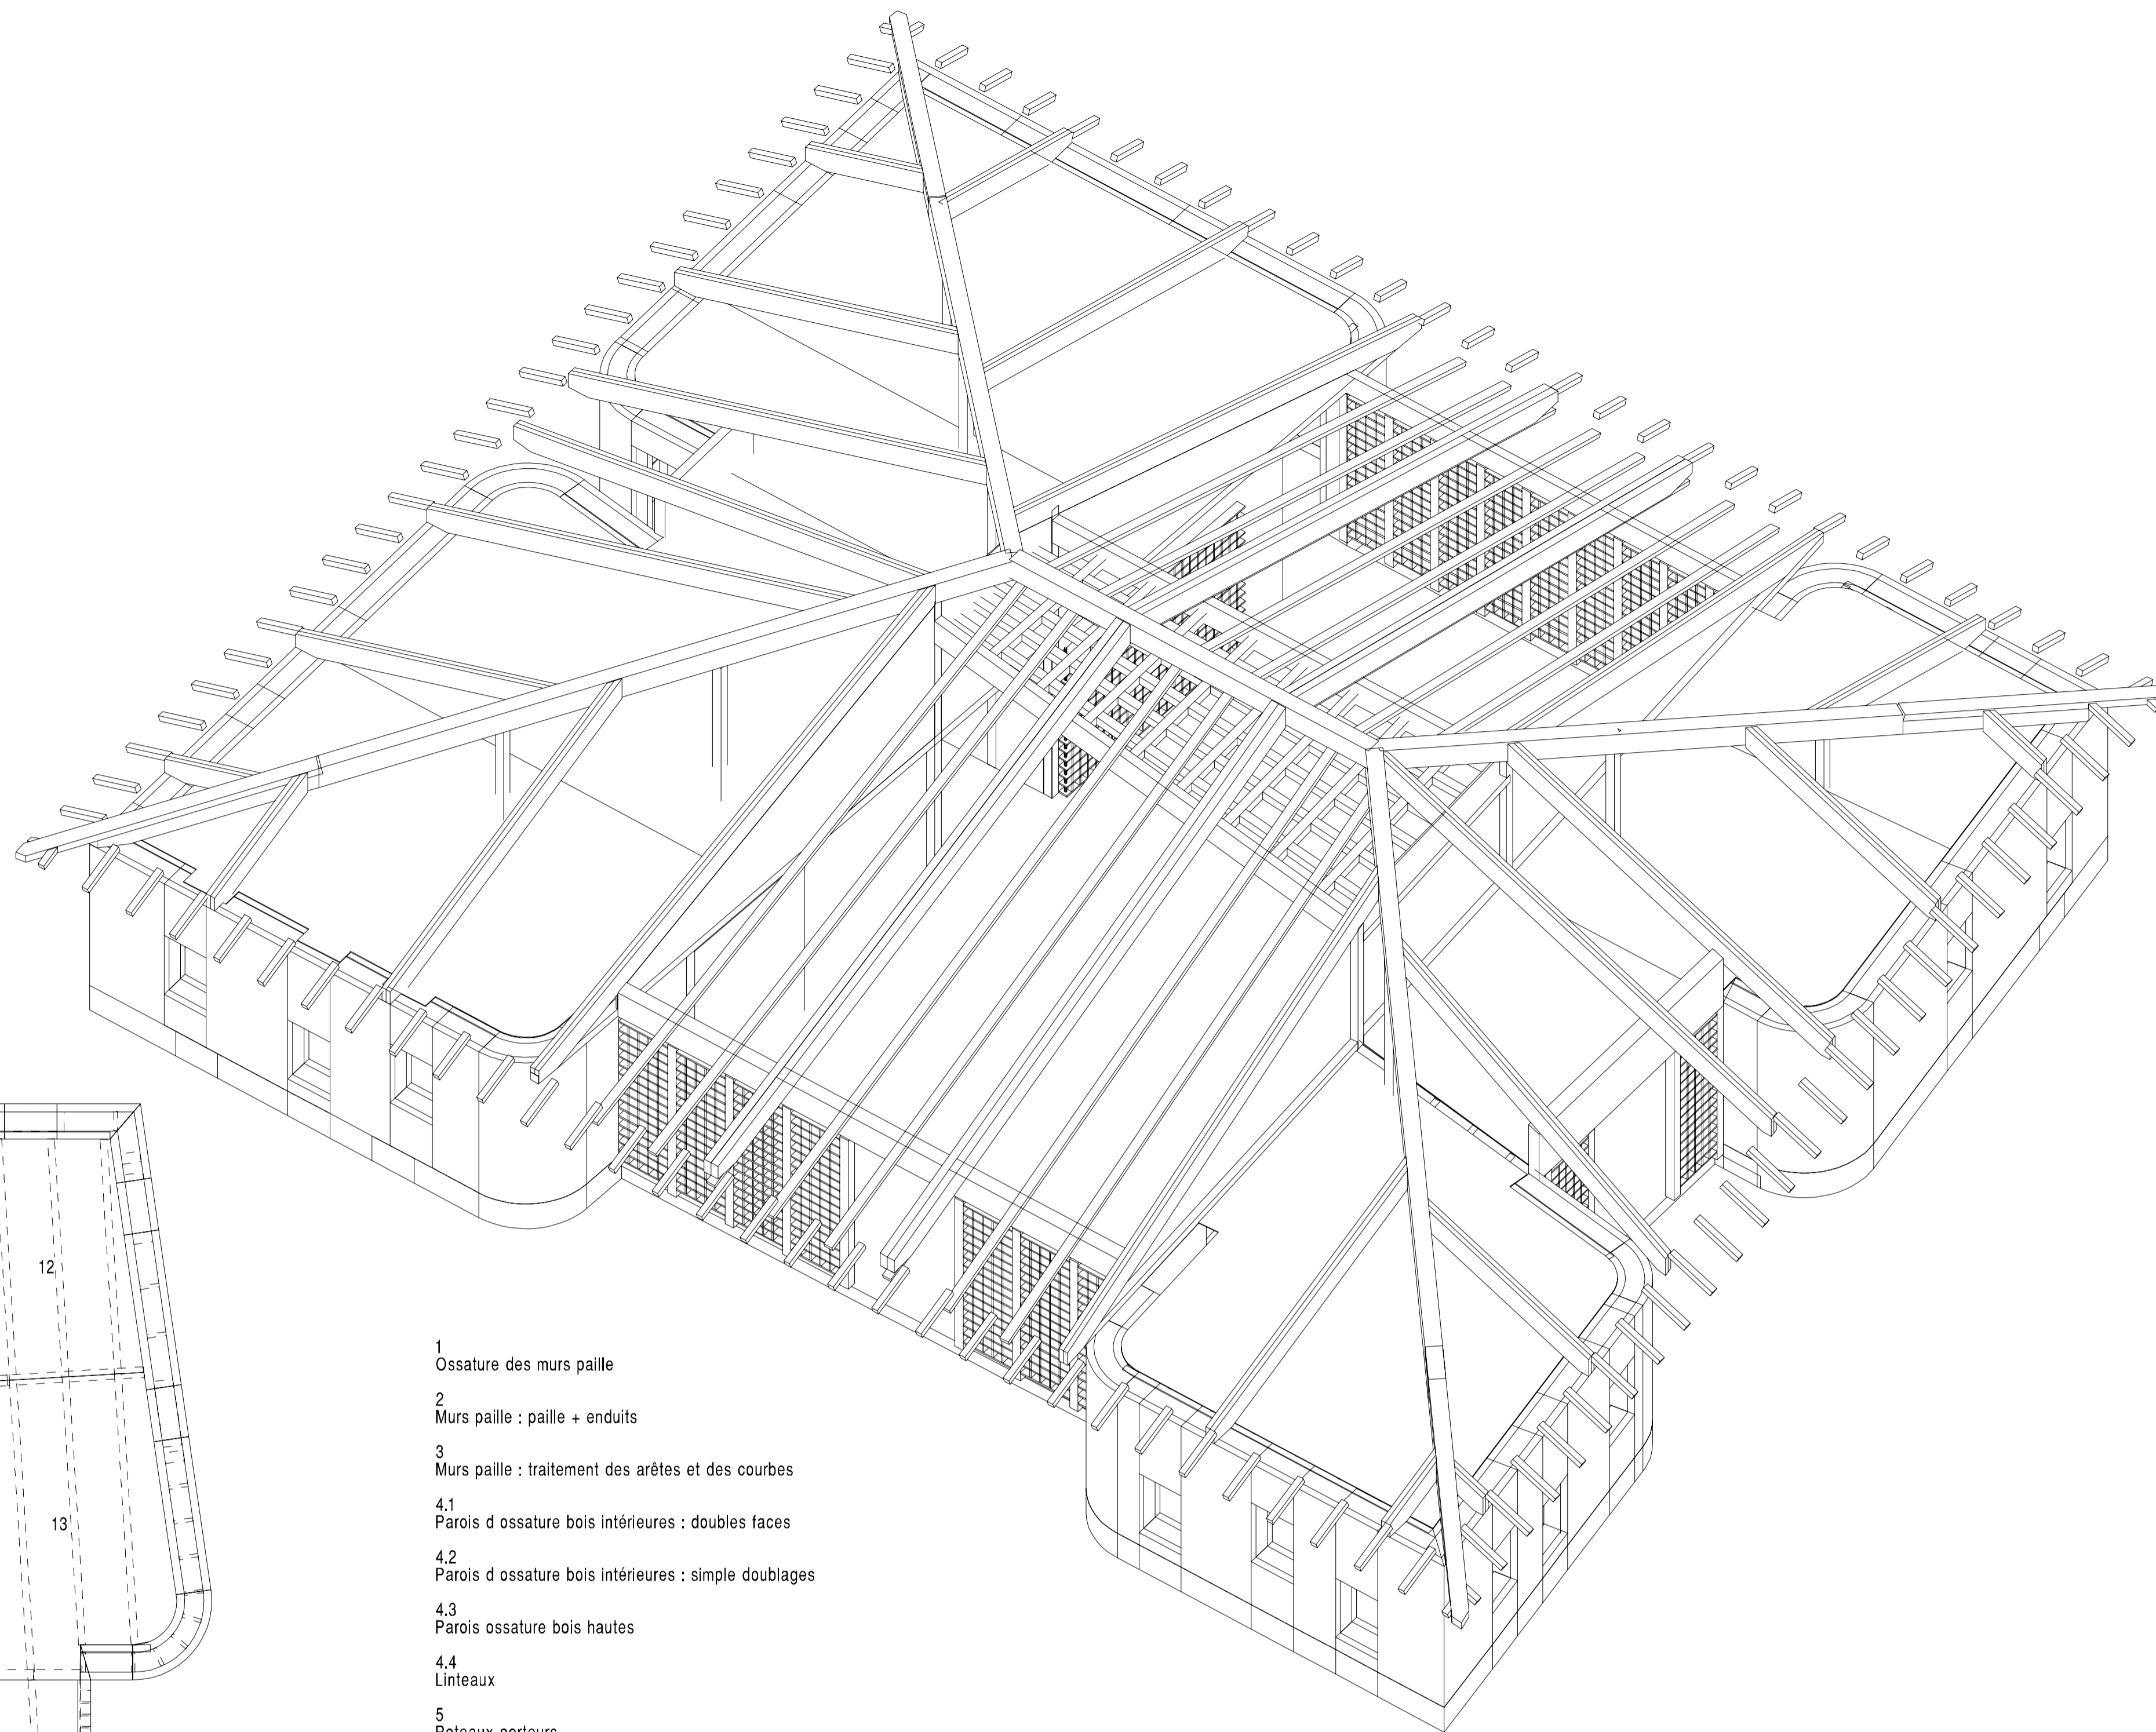 12
13
1
Ossature des murs paille
2
Murs paille : paille + enduits
3
Murs paille : traitement des arêtes et des courbes
4.1
Parois d ossature bois intérieures : doubles faces
4.2
Parois d ossature bois intérieures : simple doublages
4.3
Parois ossature bois hautes
4.4
Linteaux
5
Poteaux porteurs